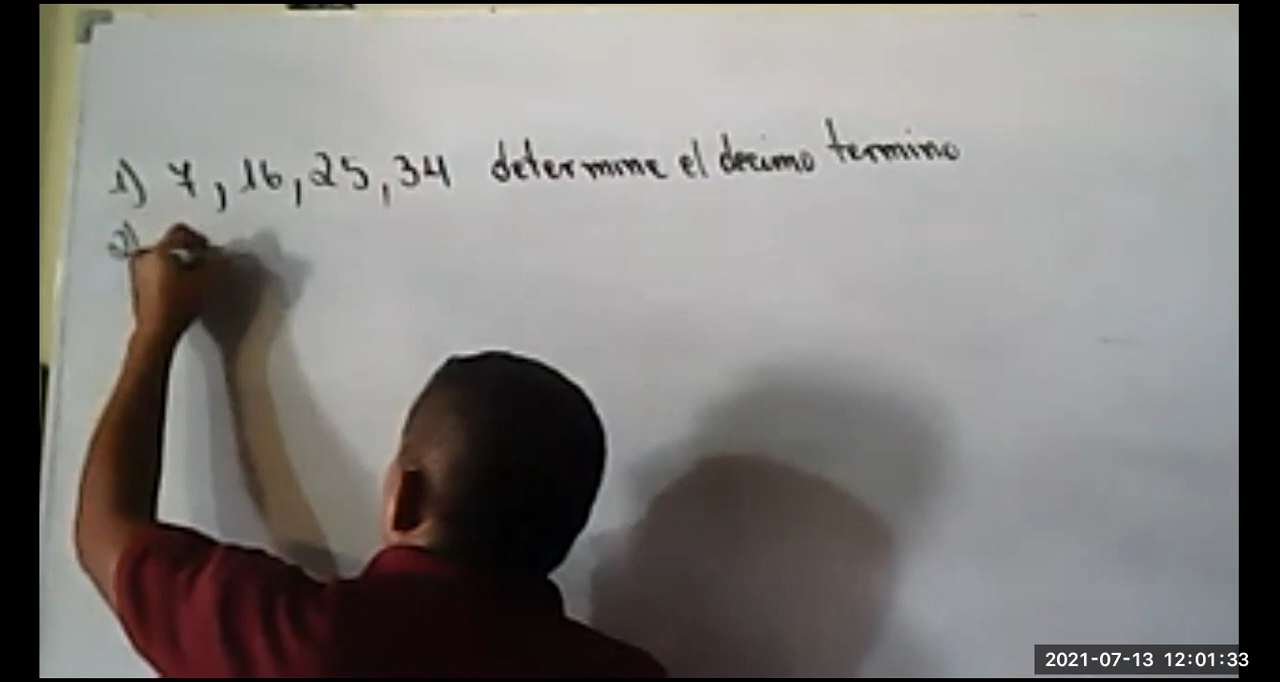 1) 7, 16, 25, 34 determine el decimo termino
2)
2021-07-13 12:01:33